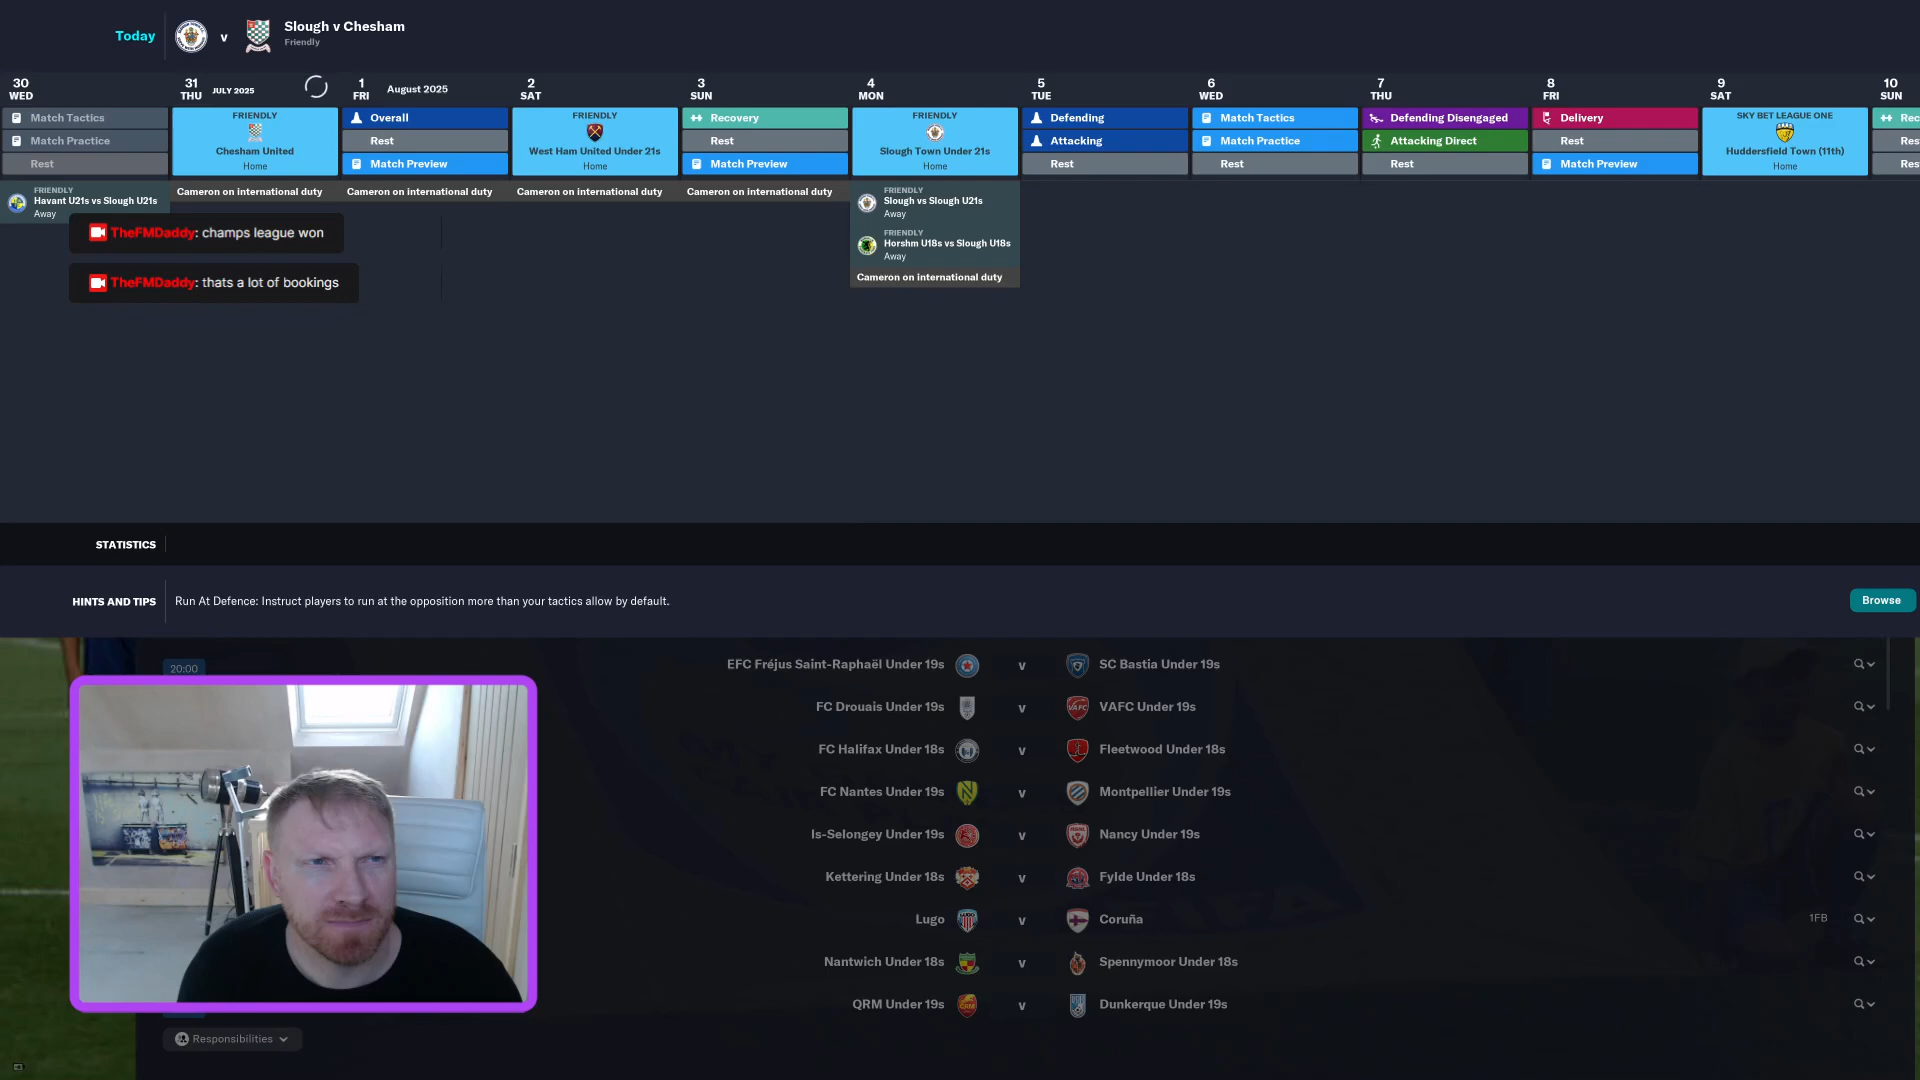 Today
v
Slough v Chesham
Friendly
30
WED
31
THU
JULY 2025
1
FRI
August 2025
2
SAT
3
SUN
4
MON
5
TUE
6
WED
7
THU
8
FRI
9
SAT
10
SUN
Match Tactics
Match Practice
Rest
FRIENDLY
Chesham United
Home
Overall
Rest
Match Preview
FRIENDLY
West Ham United Under 21s
Home
Recovery
Rest
Match Preview
FRIENDLY
Slough Town Under 21s
Home
Defending
Attacking
Rest
Match Tactics
Match Practice
Rest
Defending Disengaged
Attacking Direct
Rest
Delivery
Rest
Match Preview
SKY BET LEAGUE ONE
Huddersfield Town (11th)
Home
Rec
Res
Res
FRIENDLY
Havant U21s vs Slough U21s
Away
Cameron on international duty
Cameron on international duty
Cameron on international duty
Cameron on international duty
FRIENDLY
Slough vs Slough U21s
Away
FRIENDLY
Horshm U18s vs Slough U18s
Away
Cameron on international duty
TheFMDaddy: champs league won
TheFMDaddy: thats a lot of bookings
STATISTICS
HINTS AND TIPS
Run At Defence: Instruct players to run at the opposition more than your tactics allow by default.
Browse
20:00
EFC Fréjus Saint-Raphaël Under 19s v SC Bastia Under 19s
FC Drouais Under 19s v VAFC Under 19s
FC Halifax Under 18s v Fleetwood Under 18s
FC Nantes Under 19s v Montpellier Under 19s
Is-Selongey Under 19s v Nancy Under 19s
Kettering Under 18s v Fylde Under 18s
Lugo v Coruña 1FB
Nantwich Under 18s v Spennymoor Under 18s
QRM Under 19s v Dunkerque Under 19s
Responsibilities